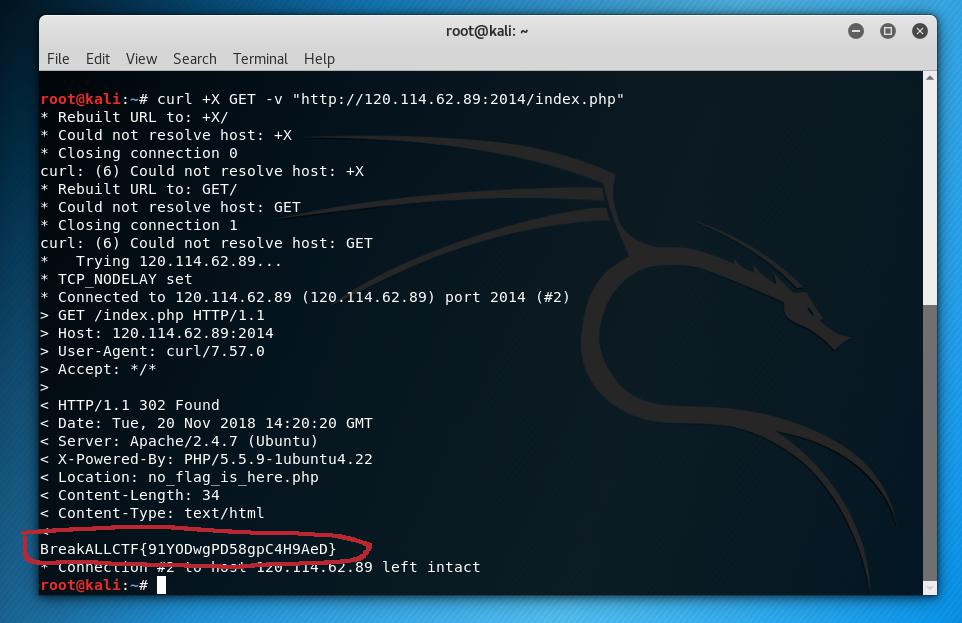 root@kali: ~
File Edit View Search Terminal Help
root@kali:~# curl +X GET -v "http://120.114.62.89:2014/index.php"
* Rebuilt URL to: +X/
* Could not resolve host: +X
* Closing connection 0
curl: (6) Could not resolve host: +X
* Rebuilt URL to: GET/
* Could not resolve host: GET
* Closing connection 1
curl: (6) Could not resolve host: GET
*   Trying 120.114.62.89...
* TCP_NODELAY set
* Connected to 120.114.62.89 (120.114.62.89) port 2014 (#2)
> GET /index.php HTTP/1.1
> Host: 120.114.62.89:2014
> User-Agent: curl/7.57.0
> Accept: */*
>
< HTTP/1.1 302 Found
< Date: Tue, 20 Nov 2018 14:20:20 GMT
< Server: Apache/2.4.7 (Ubuntu)
< X-Powered-By: PHP/5.5.9-1ubuntu4.22
< Location: no_flag_is_here.php
< Content-Length: 34
< Content-Type: text/html
<
BreakALLCTF{91YODwgPD58gpC4H9AeD}
* Connection #2 to host 120.114.62.89 left intact
root@kali:~#